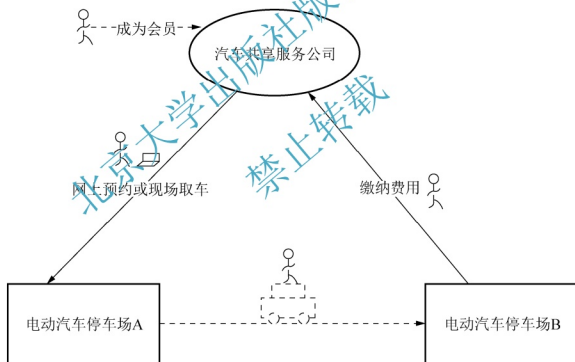 成为会员
汽车共享服务公司
网上预约或现场取车
缴纳费用
电动汽车停车场A
电动汽车停车场B
北京大学出版社版
禁止转载